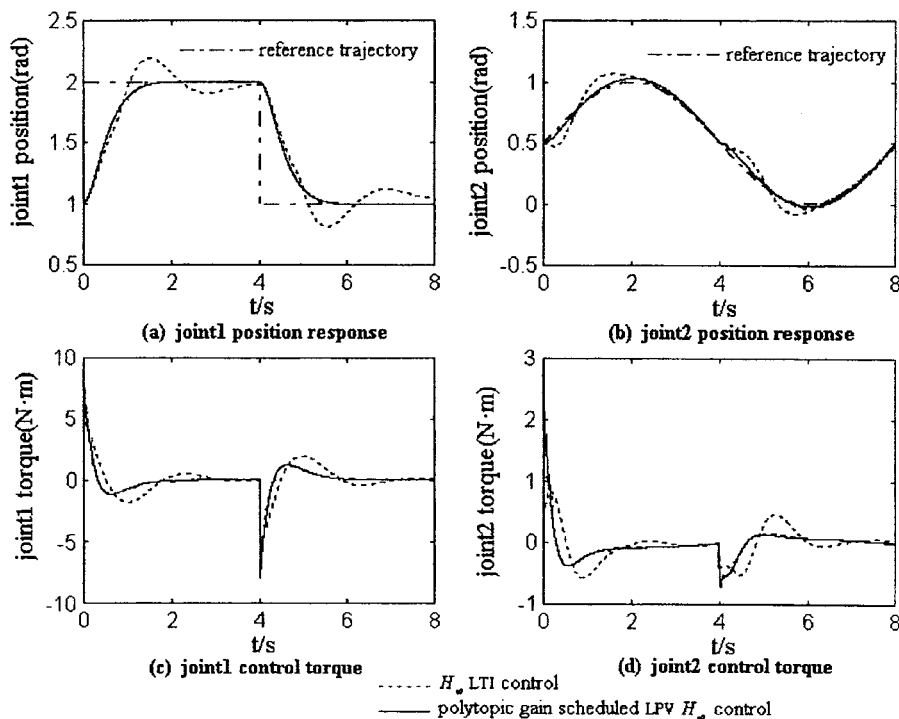 reference trajectory
joint1 position(rad)
2.5
2
1.5
1
0.5
0 2 4 6 8
t/s
(a) joint1 position response
reference trajectory
joint2 position(rad)
1.5
1
0.5
0
-0.5
0 2 4 6 8
t/s
(b) joint2 position response
joint1 torque(N·m)
10
5
0
-5
-10
0 2 4 6 8
t/s
(c) joint1 control torque
joint2 torque(N·m)
3
2
1
0
-1
0 2 4 6 8
t/s
(d) joint2 control torque
H∞ LTI control
polytopic gain scheduled LPV H∞ control